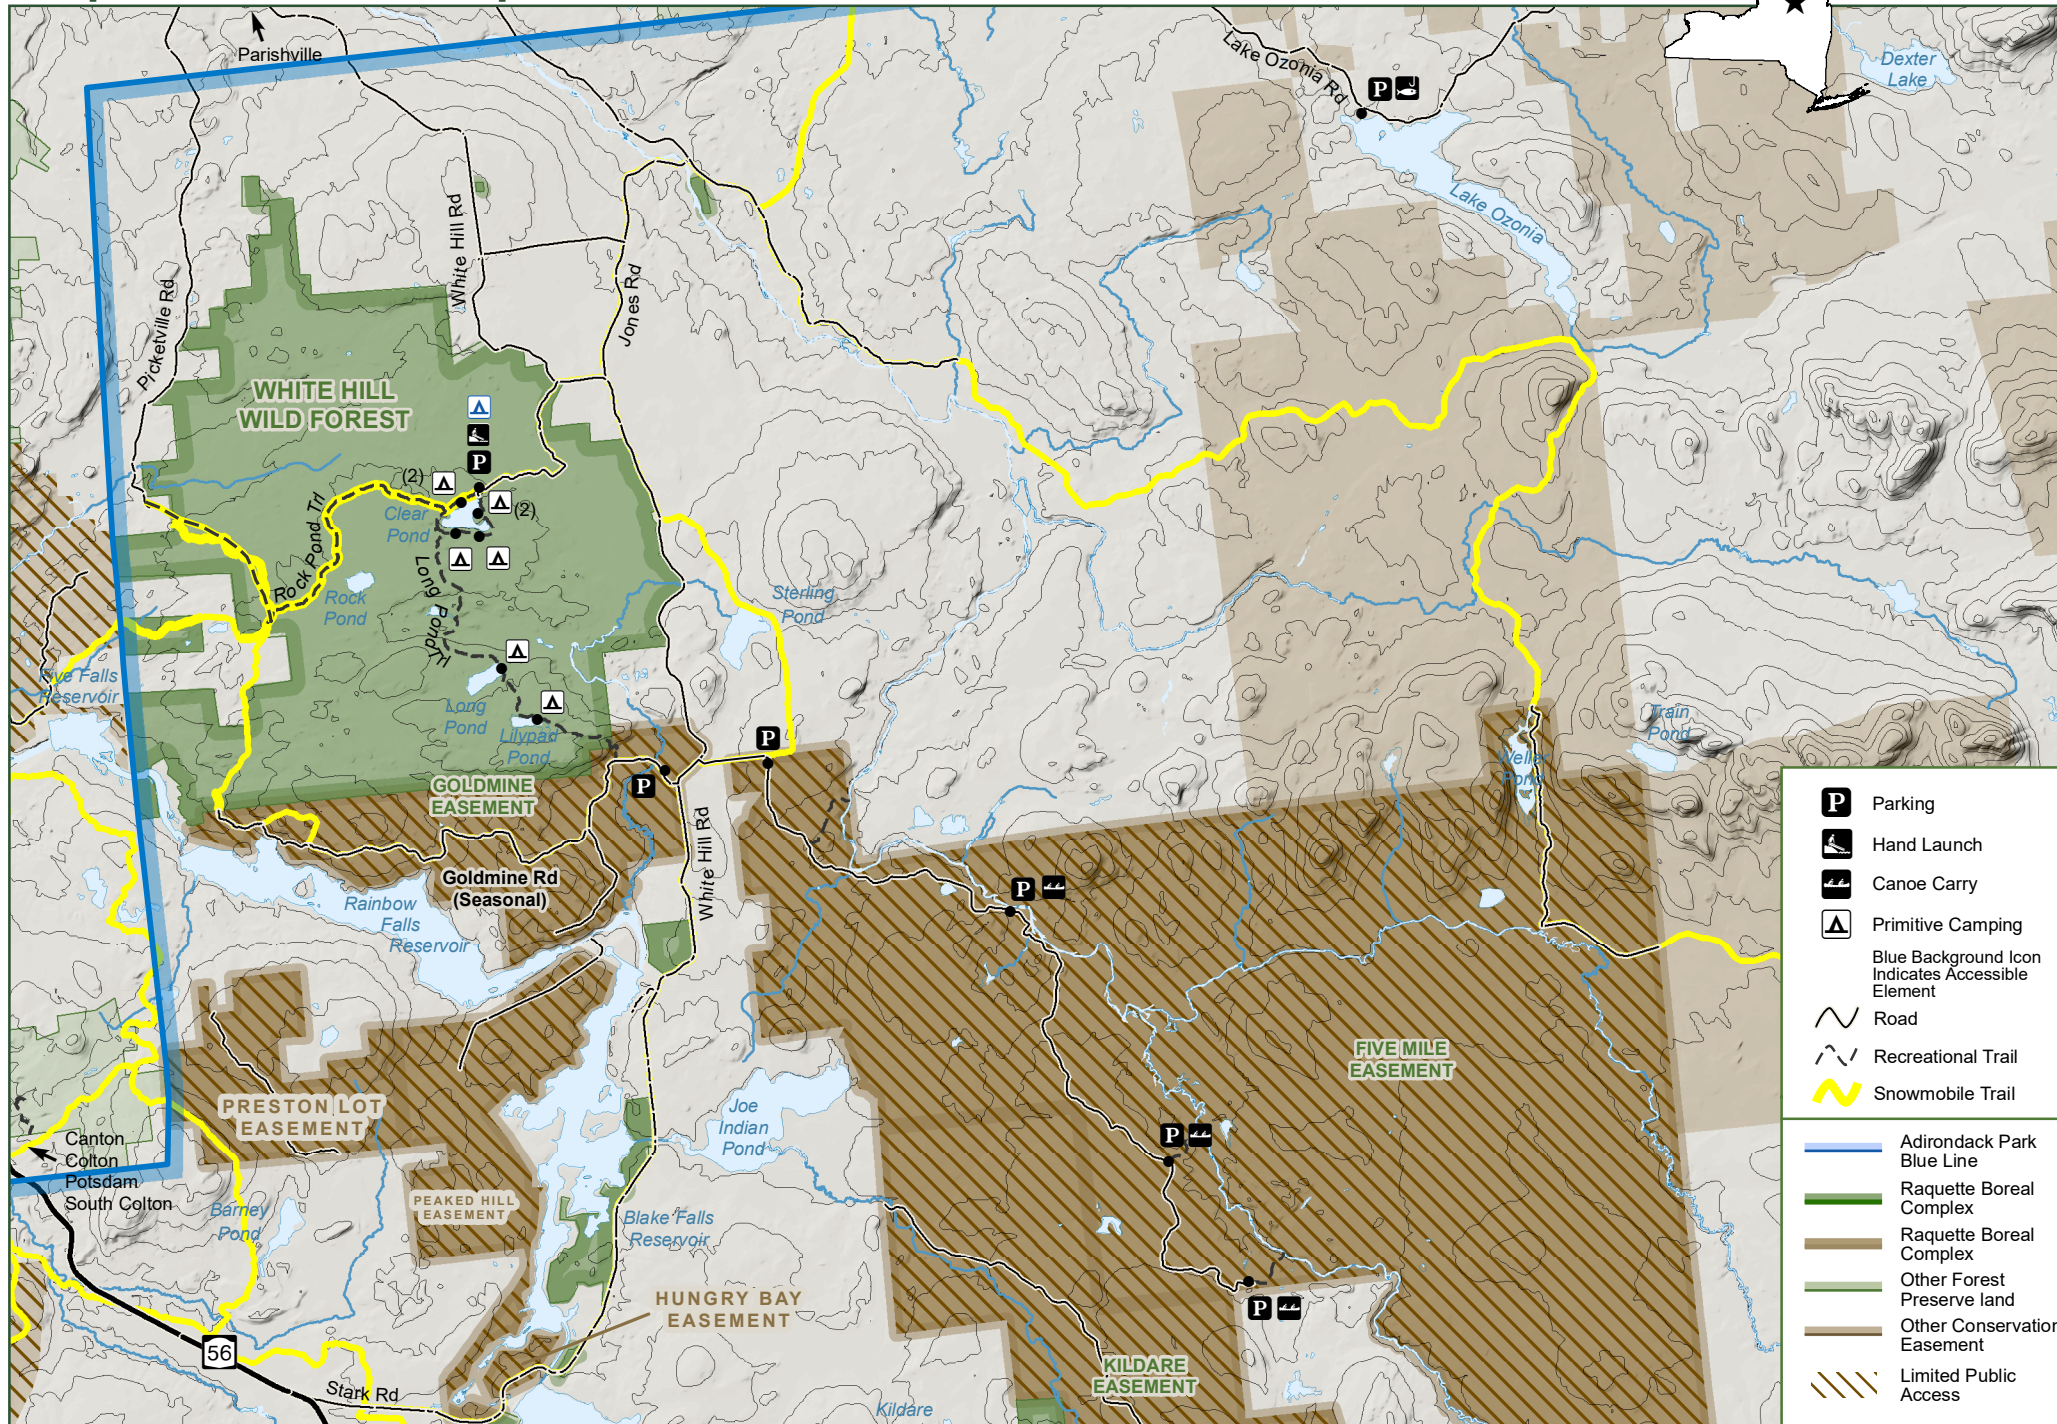 Parishville
Lake Ozonia Rd
Dexter
Lake
Lake Ozonia
White Hill Rd
Picketville Rd
Jones Rd
WHITE HILL
WILD FOREST
P
P
(2)
(2)
Clear
Pond
Rock Pond Trl
Long Pond Trl
Rock
Pond
Sterling
Pond
Five Falls
Reservoir
Long
Pond
Lilypad
Pond
P
P
Train
Pond
Weller
Pond
GOLDMINE
EASEMENT
White Hill Rd
Goldmine Rd
(Seasonal)
Rainbow
Falls
Reservoir
P
FIVE MILE
EASEMENT
PRESTON LOT
EASEMENT
Joe
Indian
Pond
P
Canton
Colton
Potsdam
South Colton
PEAKED HILL
EASEMENT
Barney
Pond
Blake Falls
Reservoir
HUNGRY BAY
EASEMENT
P
56
Stark Rd
KILDARE
EASEMENT
Kildare
P Parking
Hand Launch
Canoe Carry
Primitive Camping
Blue Background Icon
Indicates Accessible
Element
Road
Recreational Trail
Snowmobile Trail
Adirondack Park
Blue Line
Raquette Boreal
Complex
Raquette Boreal
Complex
Other Forest
Preserve land
Other Conservation
Easement
Limited Public
Access